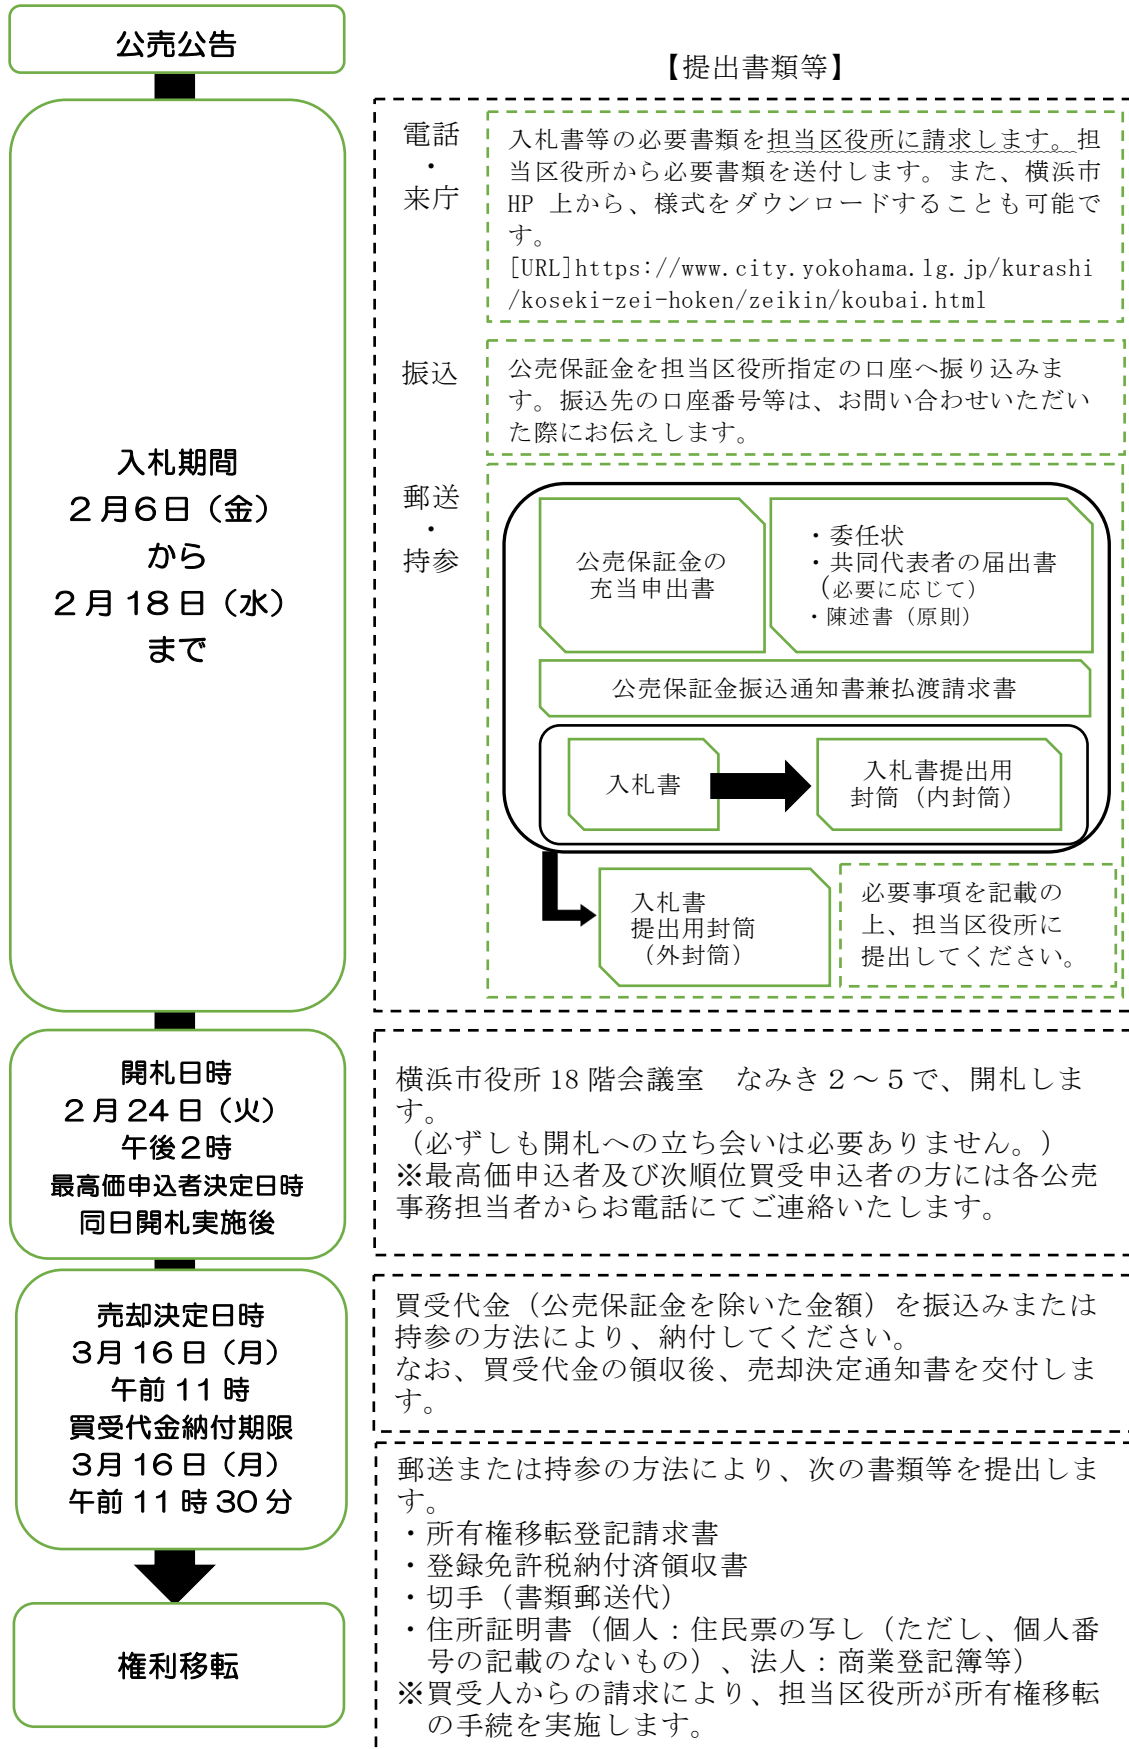 公売公告
【提出書類等】
入札期間
２月６日（金）
から
２月18日（水）
まで
電話
・
来庁
入札書等の必要書類を担当区役所に請求します。担
当区役所から必要書類を送付します。また、横浜市
HP 上から、様式をダウンロードすることも可能で
す。
[URL]https://www.city.yokohama.lg.jp/kurashi
/koseki-zei-hoken/zeikin/koubai.html
振込
公売保証金を担当区役所指定の口座へ振り込みま
す。振込先の口座番号等は、お問い合わせいただい
た際にお伝えします。
郵送
・
持参
公売保証金の
充当申出書
・委任状
・共同代表者の届出書
（必要に応じて）
・陳述書（原則）
公売保証金振込通知書兼払渡請求書
入札書
入札書提出用
封筒（内封筒）
入札書
提出用封筒
（外封筒）
必要事項を記載の
上、担当区役所に
提出してください。
開札日時
２月24日（火）
午後２時
最高価申込者決定日時
同日開札実施後
横浜市役所18階会議室　なみき２～５で、開札しま
す。
（必ずしも開札への立ち会いは必要ありません。）
※最高価申込者及び次順位買受申込者の方には各公売
事務担当者からお電話にてご連絡いたします。
売却決定日時
３月16日（月）
午前11時
買受代金納付期限
３月16日（月）
午前11時30分
買受代金（公売保証金を除いた金額）を振込みまたは
持参の方法により、納付してください。
なお、買受代金の領収後、売却決定通知書を交付しま
す。
権利移転
郵送または持参の方法により、次の書類等を提出しま
す。
・所有権移転登記請求書
・登録免許税納付済領収書
・切手（書類郵送代）
・住所証明書（個人：住民票の写し（ただし、個人番
号の記載のないもの）、法人：商業登記簿等）
※買受人からの請求により、担当区役所が所有権移転
の手続を実施します。